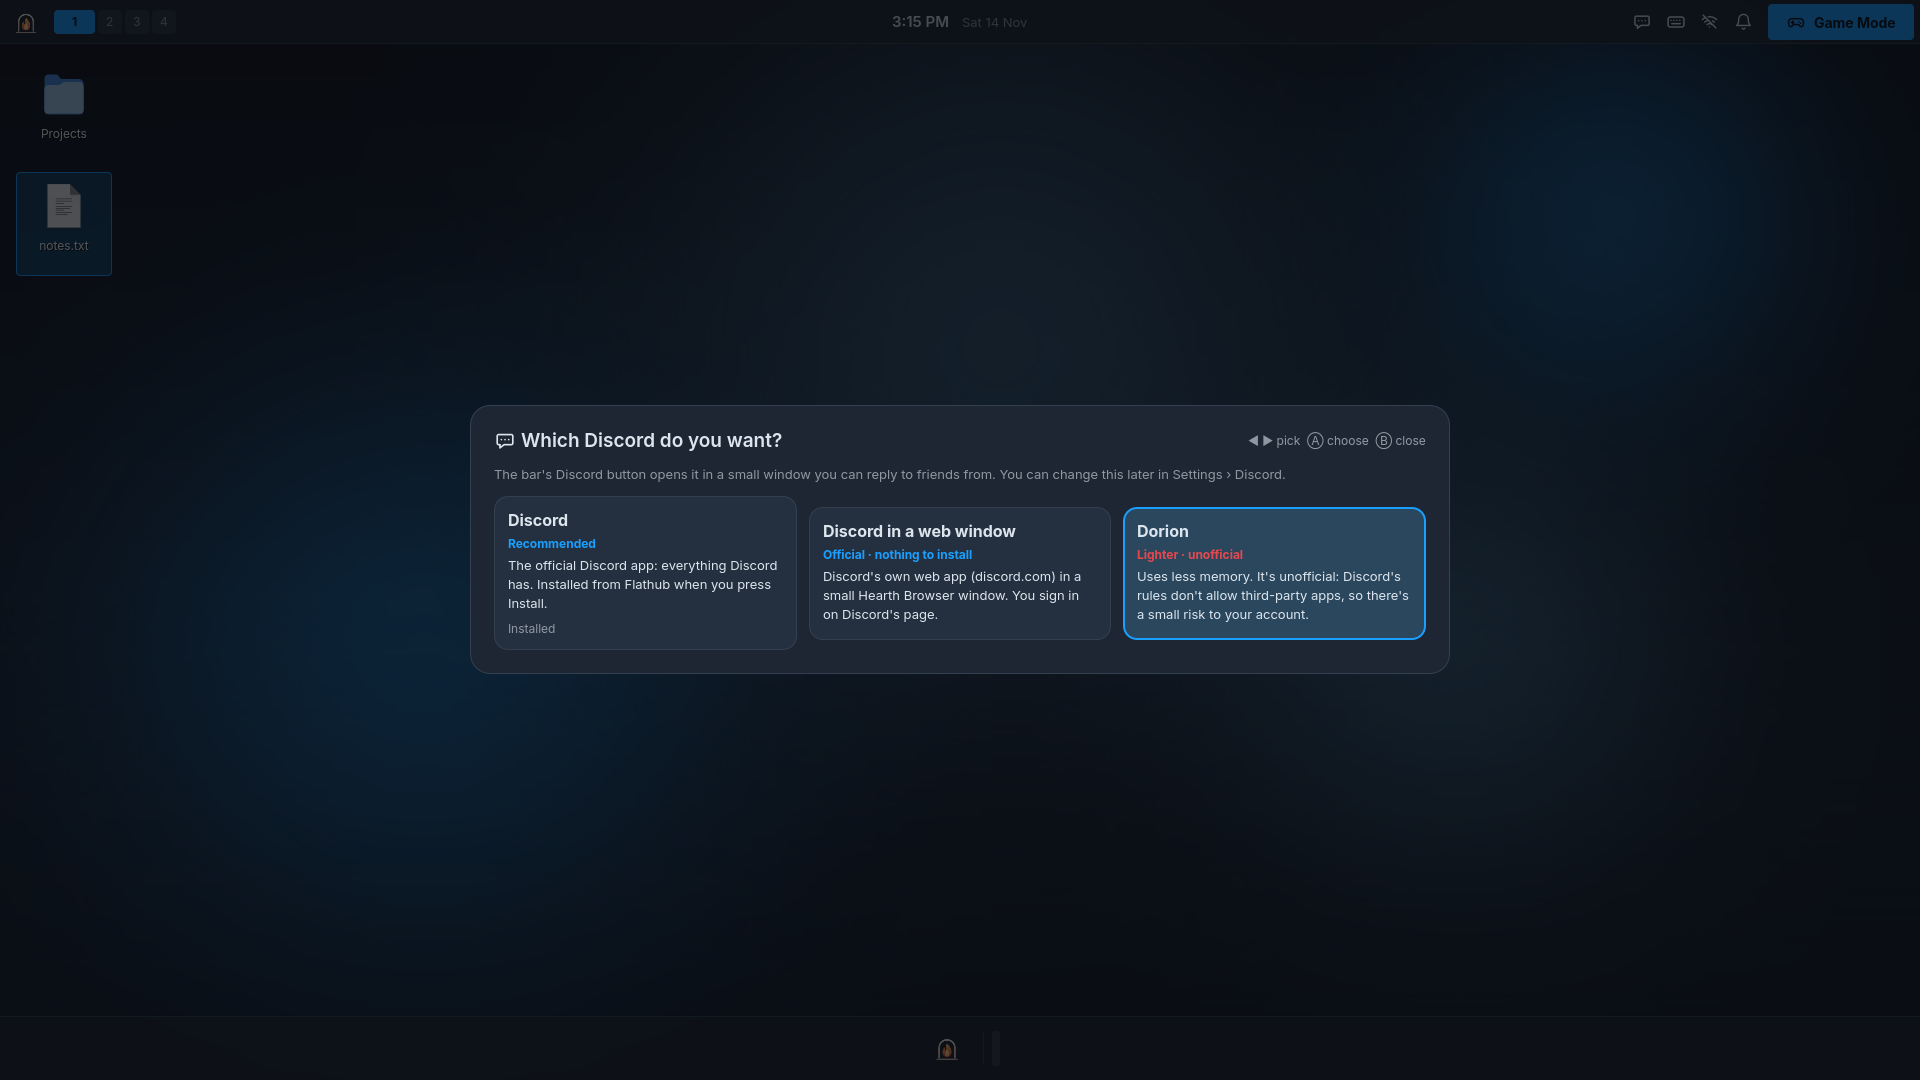 1 2 3 4
3:15 PM Sat 14 Nov
Game Mode
Projects
notes.txt
Which Discord do you want?
◀ ▶ pick Ⓐ choose Ⓑ close
The bar's Discord button opens it in a small window you can reply to friends from. You can change this later in Settings › Discord.
Discord
Recommended
The official Discord app: everything Discord
has. Installed from Flathub when you press
Install.
Installed
Discord in a web window
Official · nothing to install
Discord's own web app (discord.com) in a
small Hearth Browser window. You sign in
on Discord's page.
Dorion
Lighter · unofficial
Uses less memory. It's unofficial: Discord's
rules don't allow third-party apps, so there's
a small risk to your account.